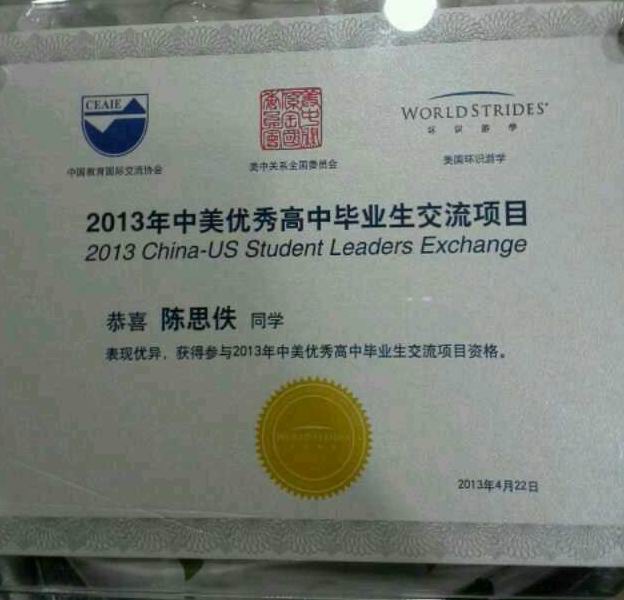 CEAIE
中国教育国际交流协会
美中关系全国委员会
WORLDSTRIDES
环识游学
美国环识游学
2013年中美优秀高中毕业生交流项目
2013 China-US Student Leaders Exchange
恭喜 陈思佚 同学
表现优异，获得参与2013年中美优秀高中毕业生交流项目资格。
WORLDSTRIDES
2013年4月22日